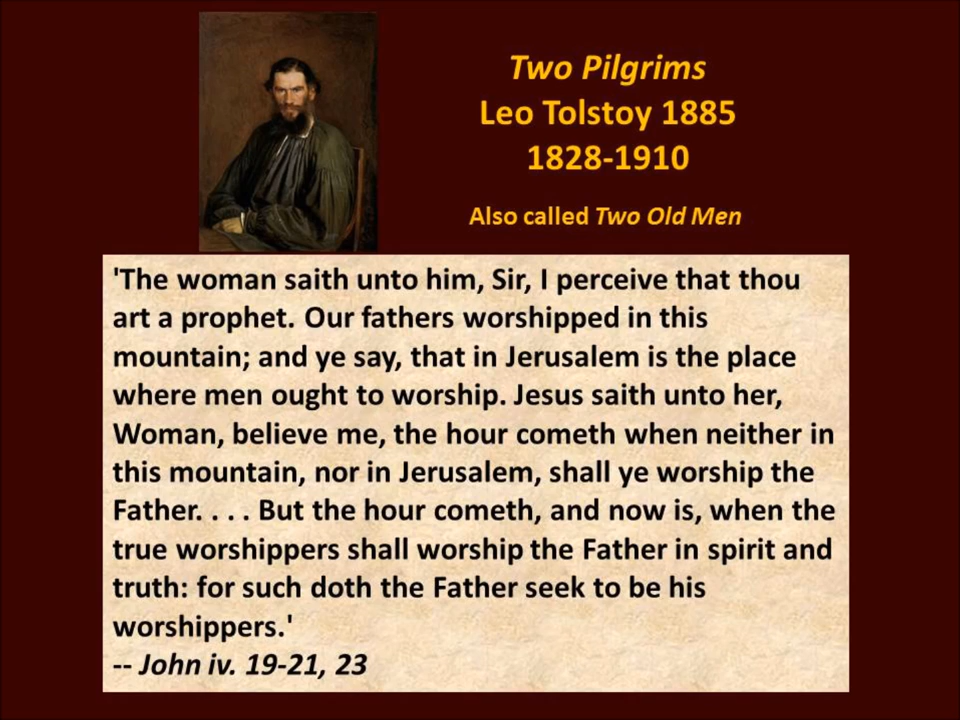 Two Pilgrims
Leo Tolstoy 1885
1828-1910
Also called Two Old Men
'The woman saith unto him, Sir, I perceive that thou
art a prophet. Our fathers worshipped in this
mountain; and ye say, that in Jerusalem is the place
where men ought to worship. Jesus saith unto her,
Woman, believe me, the hour cometh when neither in
this mountain, nor in Jerusalem, shall ye worship the
Father. . . . But the hour cometh, and now is, when the
true worshippers shall worship the Father in spirit and
truth: for such doth the Father seek to be his
worshippers.'
-- John iv. 19-21, 23